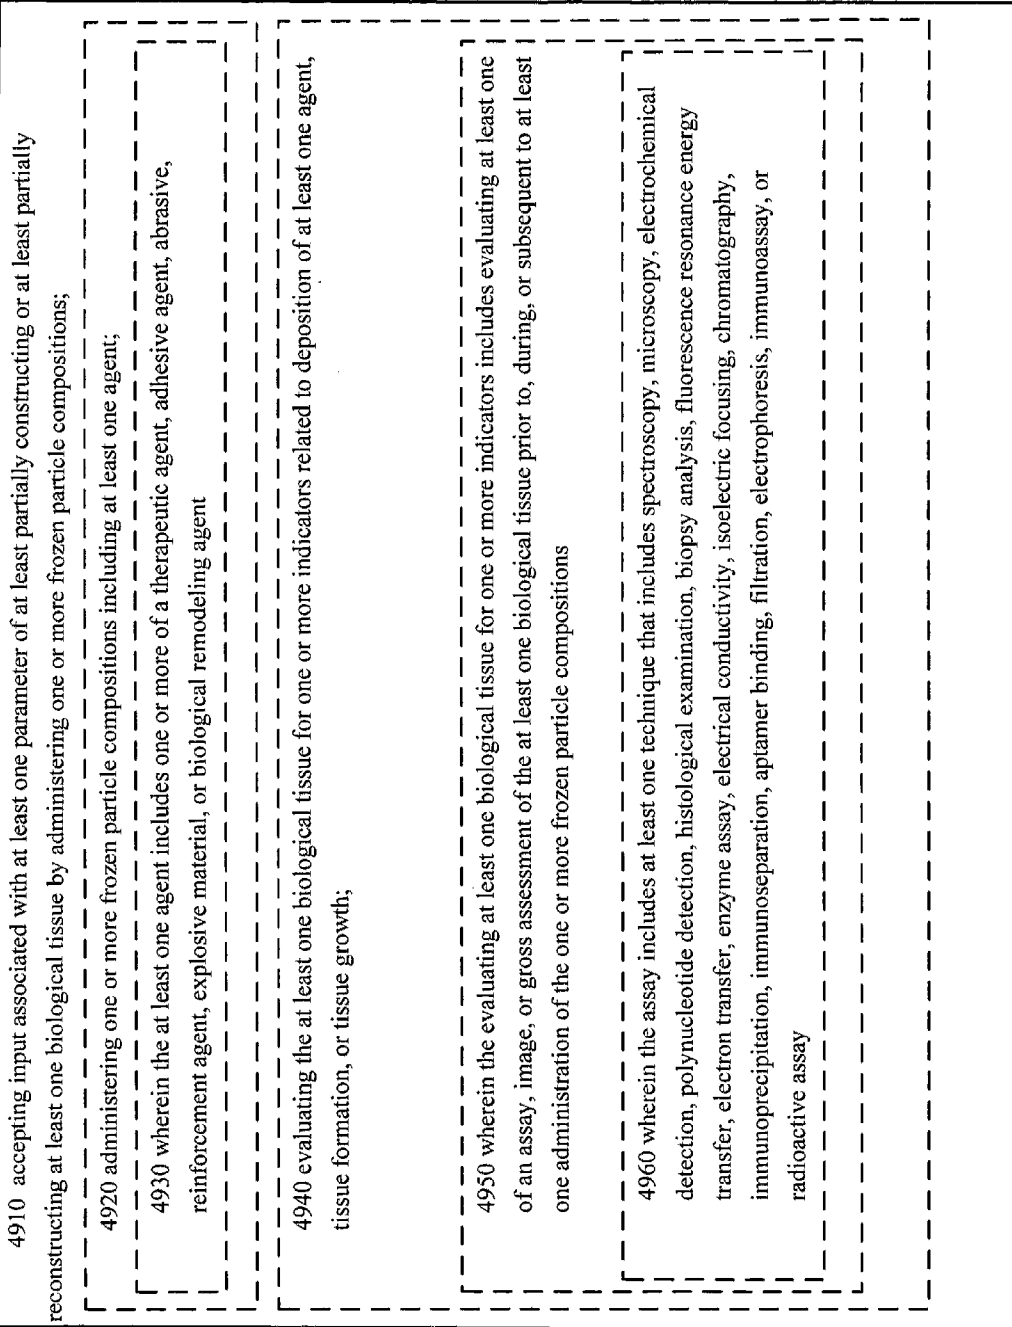 4910 accepting input associated with at least one parameter of at least partly constructing or at least partially
reconstructing at least one biological tissue by administering one or more frozen particle compositions;
4920 administering one or more frozen particle compositions including at least one agent;
4930 wherein the at least one agent includes one or more of a therapeutic agent, adhesive agent, abrasive,
reinforcement agent, explosive material, or biological remodeling agent
4940 evaluating the at least one biological tissue for one or more indicators related to deposition of at least one agent,
tissue formation, or tissue growth;
4950 wherein the evaluating at least one biological tissue for one or more indicators includes evaluating at least one
of an assay, image, or gross assessment of the at least one biological tissue prior to, during, or subsequent to at least
one administration of the one or more frozen particle compositions
4960 wherein the assay includes at least one technique that includes spectroscopy, microscopy, electrochemical
detection, polynucleotide detection, histological examination, biopsy analysis, fluorescence resonance energy
transfer, electron transfer, enzyme assay, electrical conductivity, isoelectric focusing, chromatography,
immunoprecipitation, immunoseparation, aptamer binding, filtration, electrophoresis, immunoassay, or
radioactive assay